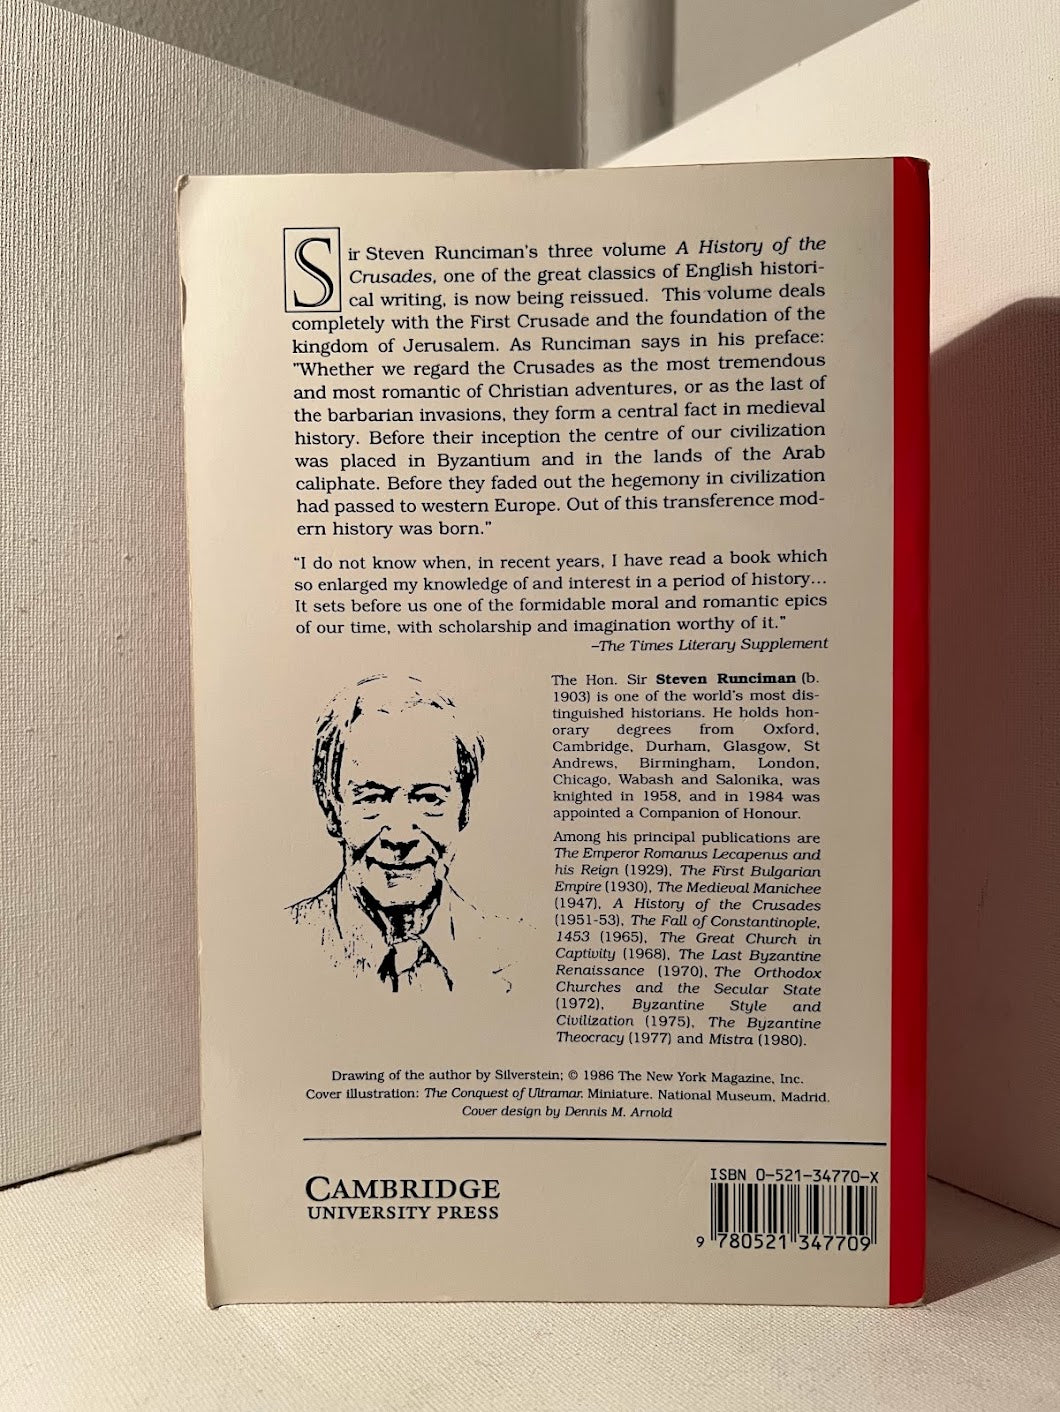 Sir Steven Runciman's three volume A History of the
Crusades, one of the great classics of English histori-
cal writing, is now being reissued. This volume deals
completely with the First Crusade and the foundation of the
kingdom of Jerusalem. As Runciman says in his preface:
"Whether we regard the Crusades as the most tremendous
and most romantic of Christian adventures, or as the last of
the barbarian invasions, they form a central fact in medieval
history. Before their inception the centre of our civilization
was placed in Byzantium and in the lands of the Arab
caliphate. Before they faded out the hegemony in civilization
had passed to western Europe. Out of this transference mod-
ern history was born."
"I do not know when, in recent years, I have read a book which
so enlarged my knowledge of and interest in a period of history...
It sets before us one of the formidable moral and romantic epics
of our time, with scholarship and imagination worthy of it."
–The Times Literary Supplement
The Hon. Sir Steven Runciman (b.
1903) is one of the world's most dis-
tinguished historians. He holds hon-
orary degrees from Oxford,
Cambridge, Durham, Glasgow, St
Andrews, Birmingham, London,
Chicago, Wabash and Salonika, was
knighted in 1958, and in 1984 was
appointed a Companion of Honour.
Among his principal publications are
The Emperor Romanus Lecapenus and
his Reign (1929), The First Bulgarian
Empire (1930), The Medieval Manichee
(1947), A History of the Crusades
(1951-53), The Fall of Constantinople,
1453 (1965), The Great Church in
Captivity (1968), The Last Byzantine
Renaissance (1970), The Orthodox
Churches and the Secular State
(1972), Byzantine Style and
Civilization (1975), The Byzantine
Theocracy (1977) and Mistra (1980).
Drawing of the author by Silverstein; © 1986 The New York Magazine, Inc.
Cover illustration: The Conquest of Ultramar. Miniature. National Museum, Madrid.
Cover design by Dennis M. Arnold
CAMBRIDGE
UNIVERSITY PRESS
ISBN 0-521-34770-X
9 780521 347709